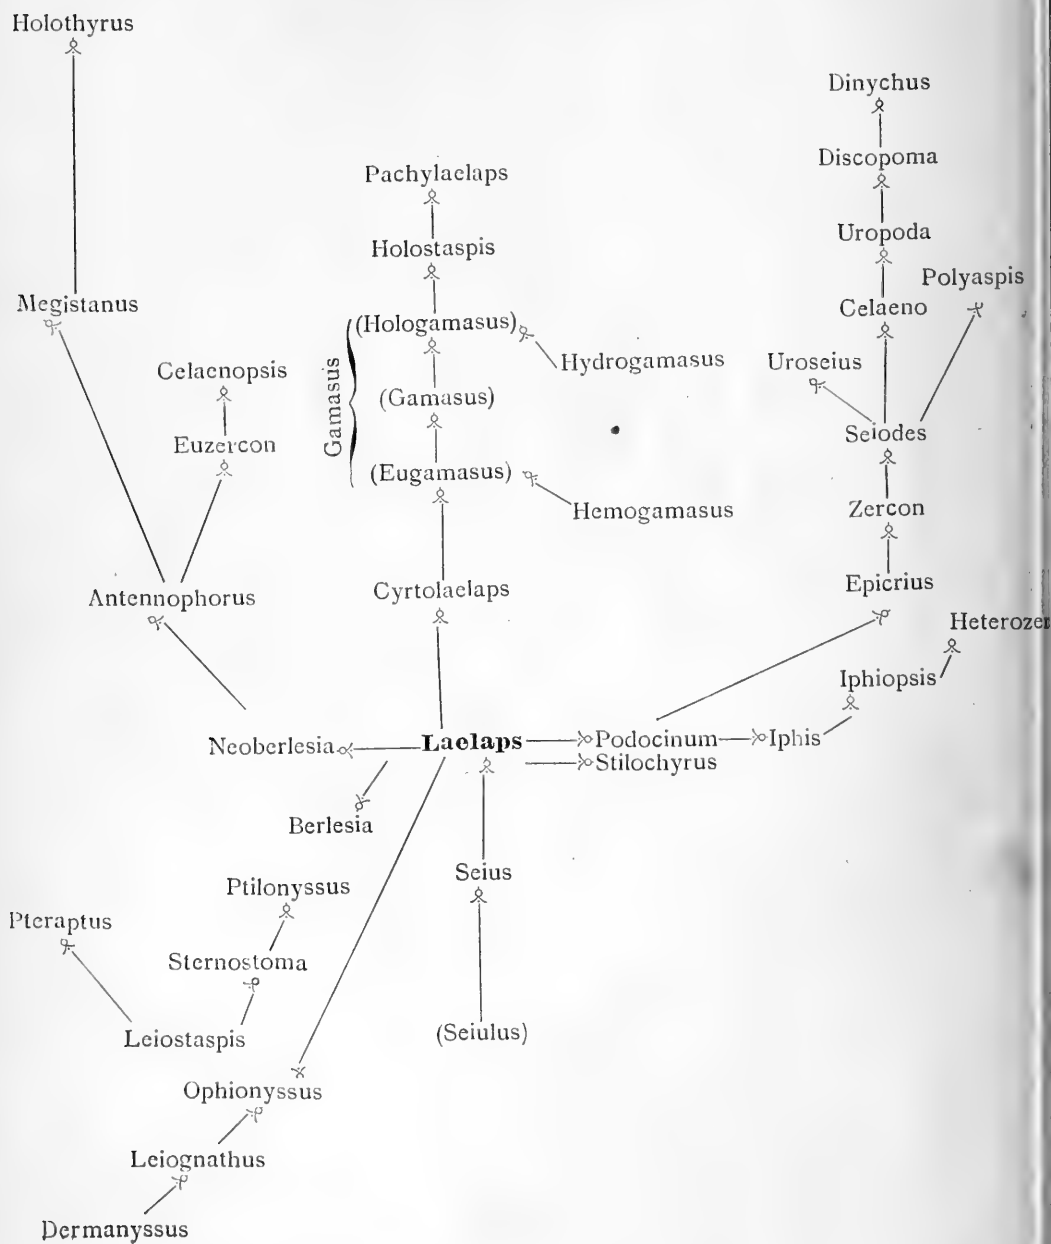 Holothyrus
Dinychus
Discopoma
Pachylaelaps
Uropoda
Holostaspis
Polyaspis
Megistanus
Celaeno
(Hologamasus)
Hydrogamasus
Uroseius
Celaenopsis
Gamasus
(Gamasus)
Seiodes
Euzercon
(Eugamasus)
Zercon
Hemogamasus
Epicrius
Cyrtolaelaps
Antennophorus
Iphiopsis
Neoberlesia
Laelaps
Podocinum
Iphis
Stilochyrus
Berlesia
Seius
Ptilonyssus
Pteraptus
Sternostoma
(Seiulus)
Leiostaspis
Ophionyssus
Leiognathus
Dermanyssus